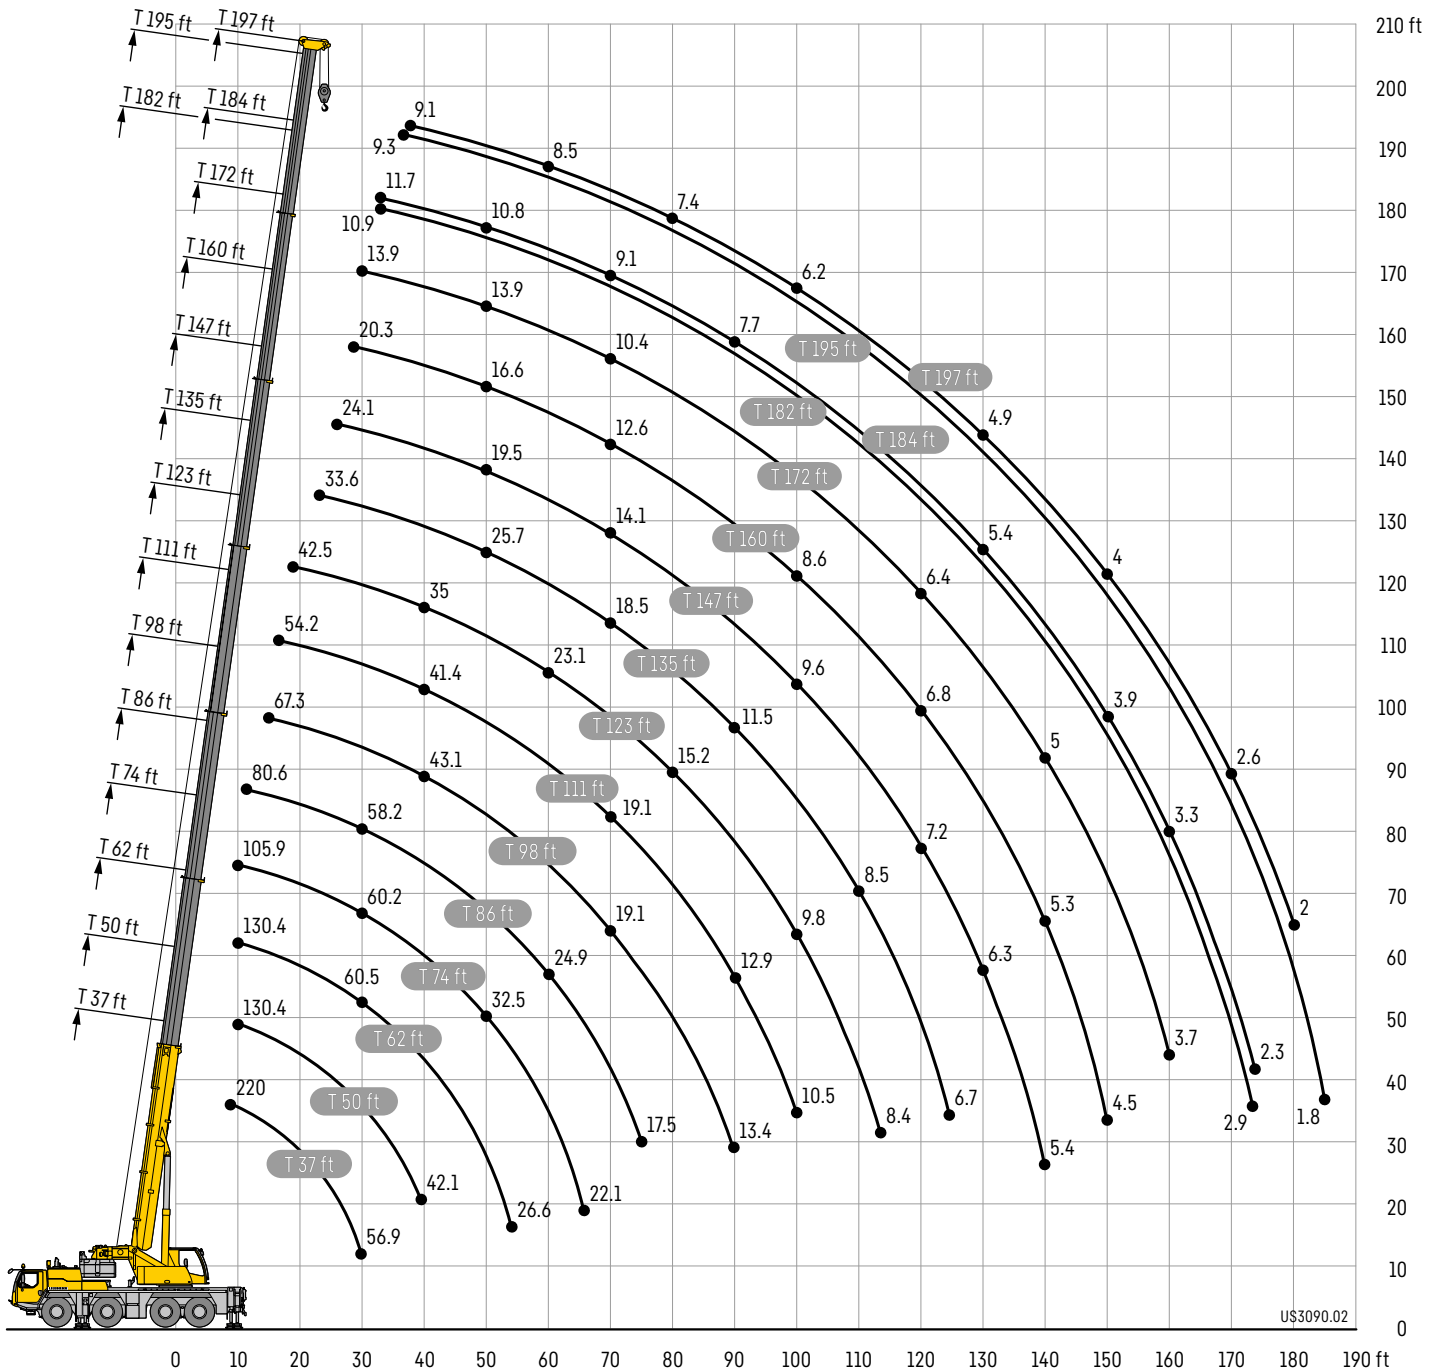 T 195 ft T 197 ft 210 ft
T 182 ft T 184 ft 200
9.1
9.3 8.5 190
T 172 ft 11.7 7.4
10.9 10.8 180
T 160 ft 13.9 9.1 6.2 170
13.9
T 147 ft 20.3 10.4 7.7 T 195 ft 160
16.6 T 197 ft
T 135 ft 24.1 12.6 T 182 ft 4.9 150
19.5 T 184 ft 140
T 123 ft 33.6 14.1 T 172 ft
25.7 T 160 ft 5.4 130
T 111 ft 42.5 8.6 4
35 18.5 T 147 ft 6.4 120
T 98 ft 54.2 23.1 T 135 ft 110
41.4 9.6 6.8
T 86 ft 67.3 T 123 ft 11.5 3.9 100
43.1 15.2 5 2.6
T 74 ft 80.6 T 111 ft 19.1 90
58.2 7.2 3.3 80
T 62 ft 105.9 T 98 ft 8.5
60.2 T 86 ft 19.1 5.3 70
T 50 ft 130.4 9.8 2
60.5 T 74 ft 24.9 12.9 6.3 60
T 37 ft 130.4 32.5
T 62 ft 3.7 50
2.3
220 T 50 ft 10.5 6.7 4.5 40
17.5 13.4 8.4 2.9 1.8
T 37 ft 5.4 30
42.1 26.6 22.1 20
56.9 10
US3090.02
0
0 10 20 30 40 50 60 70 80 90 100 110 120 130 140 150 160 170 180 190 ft